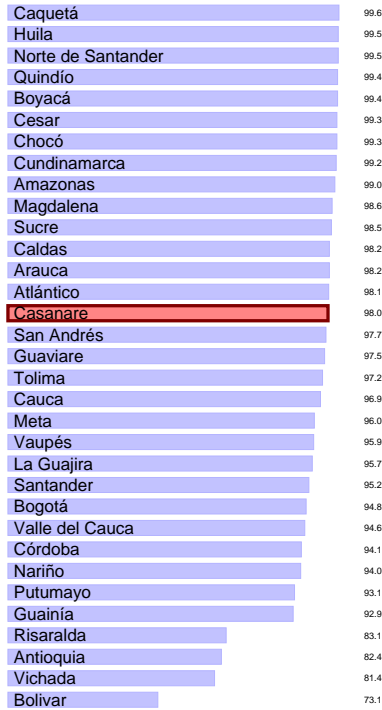 Caquetá 99.6
Huila 99.5
Norte de Santander 99.5
Quindío 99.4
Boyacá 99.4
Cesar 99.3
Chocó 99.3
Cundinamarca 99.2
Amazonas 99.0
Magdalena 98.6
Sucre 98.5
Caldas 98.2
Arauca 98.2
Atlántico 98.1
Casanare 98.0
San Andrés 97.7
Guaviare 97.5
Tolima 97.2
Cauca 96.9
Meta 96.0
Vaupés 95.9
La Guajira 95.7
Santander 95.2
Bogotá 94.8
Valle del Cauca 94.6
Córdoba 94.1
Nariño 94.0
Putumayo 93.1
Guainía 92.9
Risaralda 83.1
Antioquia 82.4
Vichada 81.4
Bolivar 73.1